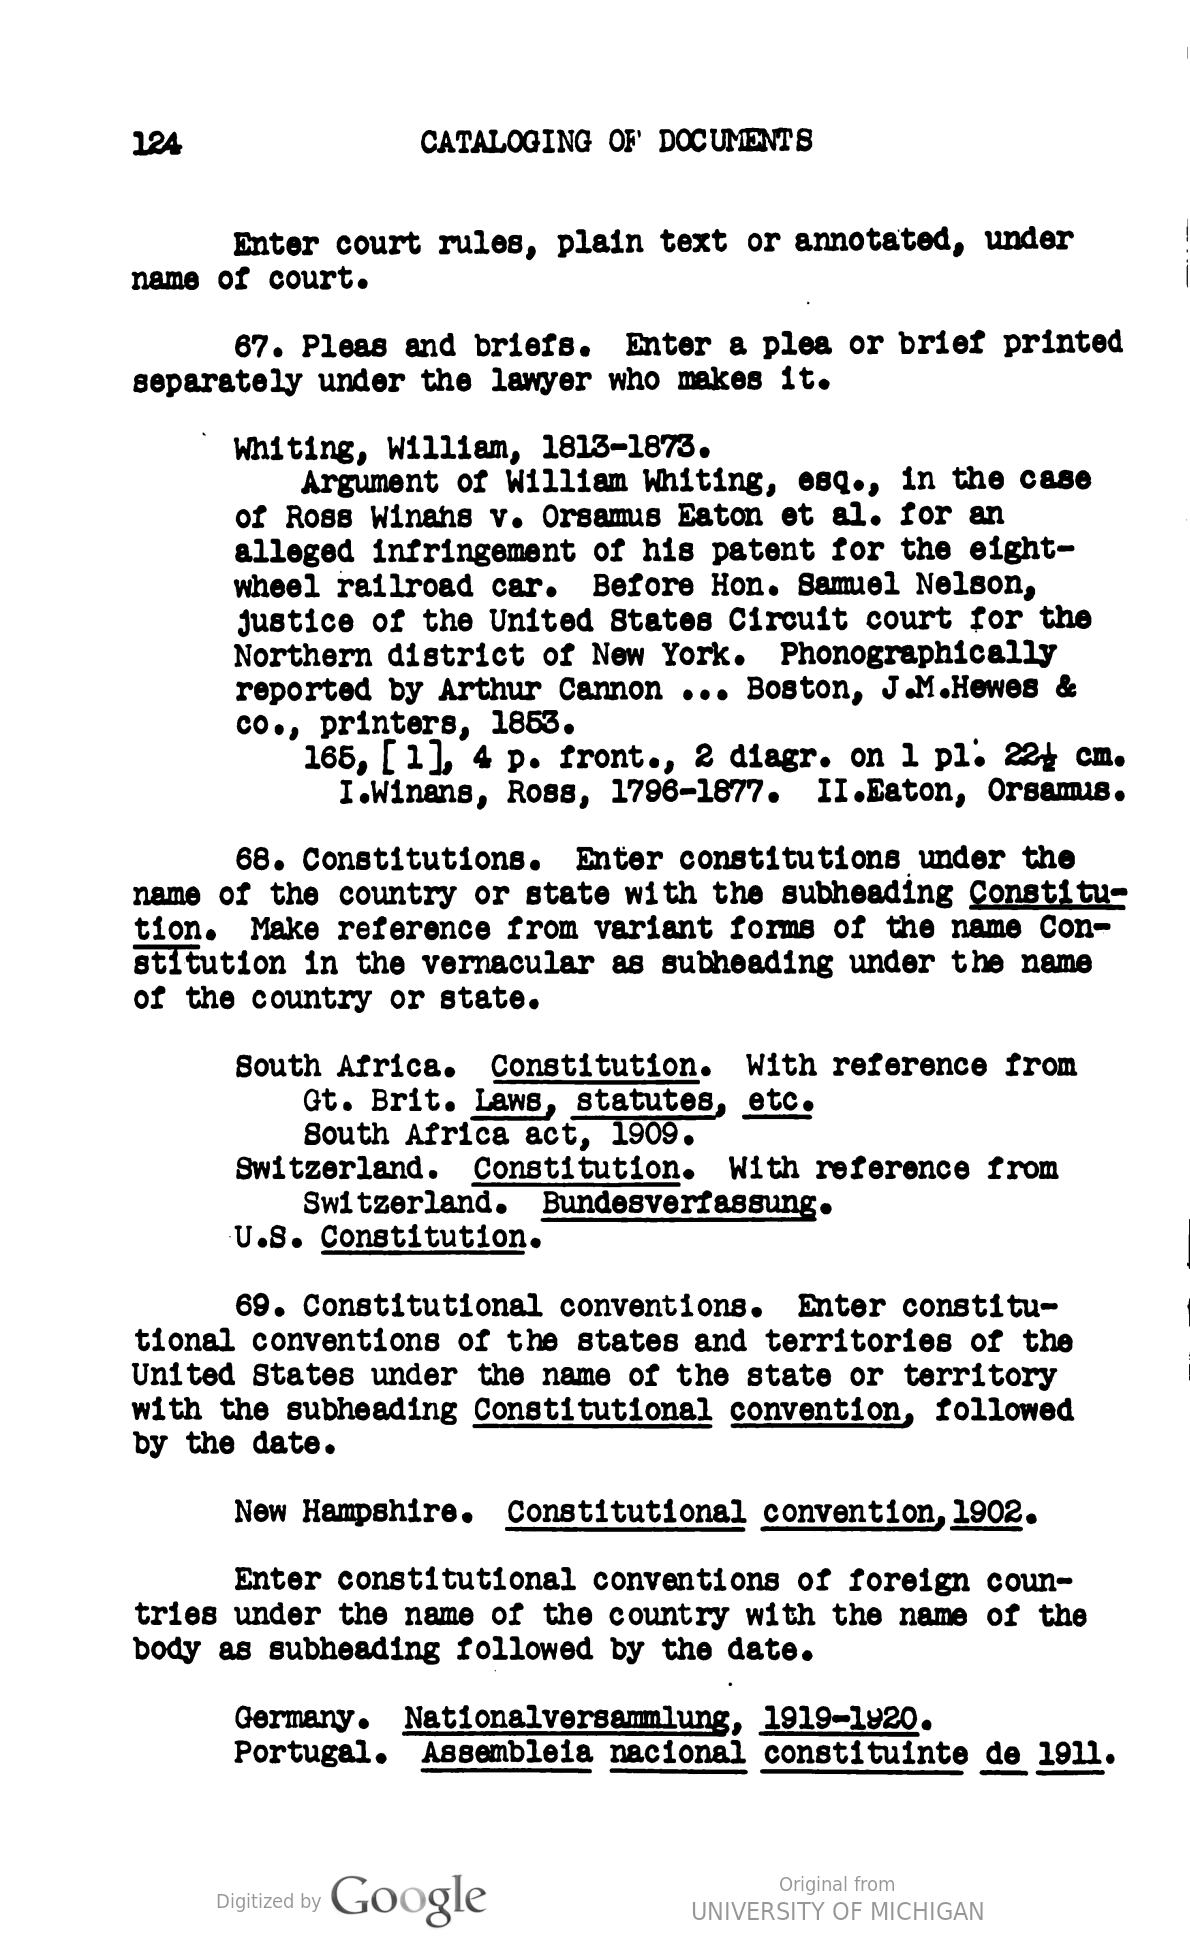 124 CATALOGING OF DOCUMENTS
Enter court rules, plain text or annotated, under
name of court.
67. Pleas and briefs. Enter a plea or brief printed
separately under the lawyer who makes it.
Whiting, William, 1813-1873.
Argument of William Whiting, esq., in the case
of Ross Winans v. Orsamus Eaton et al. for an
alleged infringement of his patent for the eight-
wheel railroad car. Before Hon. Samuel Nelson,
justice of the United States Circuit court for the
Northern district of New York. Phonographically
reported by Arthur Cannon ... Boston, J.M.Hewes &
co., printers, 1853.
165, [1], 4 p. front., 2 diagr. on 1 pl. 22½ cm.
I.Winans, Ross, 1796-1877. II.Eaton, Orsamus.
68. Constitutions. Enter constitutions under the
name of the country or state with the subheading Constitu-
tion. Make reference from variant forms of the name Con-
stitution in the vernacular as subheading under the name
of the country or state.
South Africa. Constitution. With reference from
Gt. Brit. Laws, statutes, etc.
South Africa act, 1909.
Switzerland. Constitution. With reference from
Switzerland. Bundesverfassung.
U.S. Constitution.
69. Constitutional conventions. Enter constitu-
tional conventions of the states and territories of the
United States under the name of the state or territory
with the subheading Constitutional convention, followed
by the date.
New Hampshire. Constitutional convention, 1902.
Enter constitutional conventions of foreign coun-
tries under the name of the country with the name of the
body as subheading followed by the date.
Germany. Nationalversammlung, 1919-1920.
Portugal. Assembleia nacional constituinte de 1911.
Digitized by Google
Original from
UNIVERSITY OF MICHIGAN